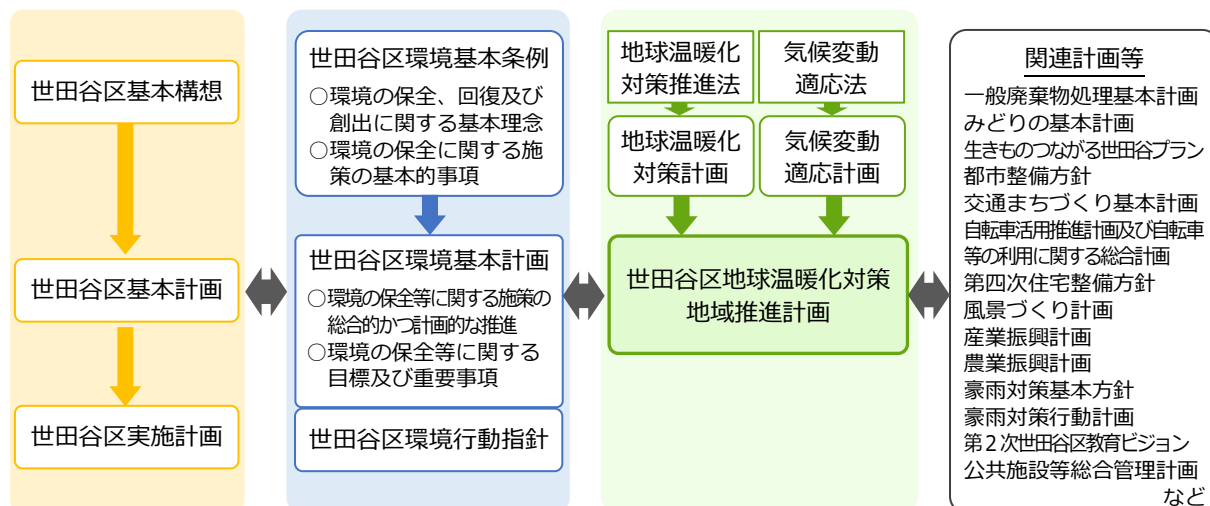 世田谷区基本構想
世田谷区基本計画
世田谷区実施計画
世田谷区環境基本条例
○環境の保全、回復及び
創出に関する基本理念
○環境の保全に関する施
策の基本的事項
世田谷区環境基本計画
○環境の保全等に関する施策の
総合的かつ計画的な推進
○環境の保全等に関する
目標及び重要事項
世田谷区環境行動指針
地球温暖化
対策推進法
気候変動
適応法
地球温暖化
対策計画
気候変動
適応計画
世田谷区地球温暖化対策
地域推進計画
関連計画等
一般廃棄物処理基本計画
みどりの基本計画
生きものつながる世田谷プラン
都市整備方針
交通まちづくり基本計画
自転車活用推進計画及び自転車
等の利用に関する総合計画
第四次住宅整備方針
風景づくり計画
産業振興計画
農業振興計画
豪雨対策基本方針
豪雨対策行動計画
第2次世田谷区教育ビジョン
公共施設等総合管理計画
など